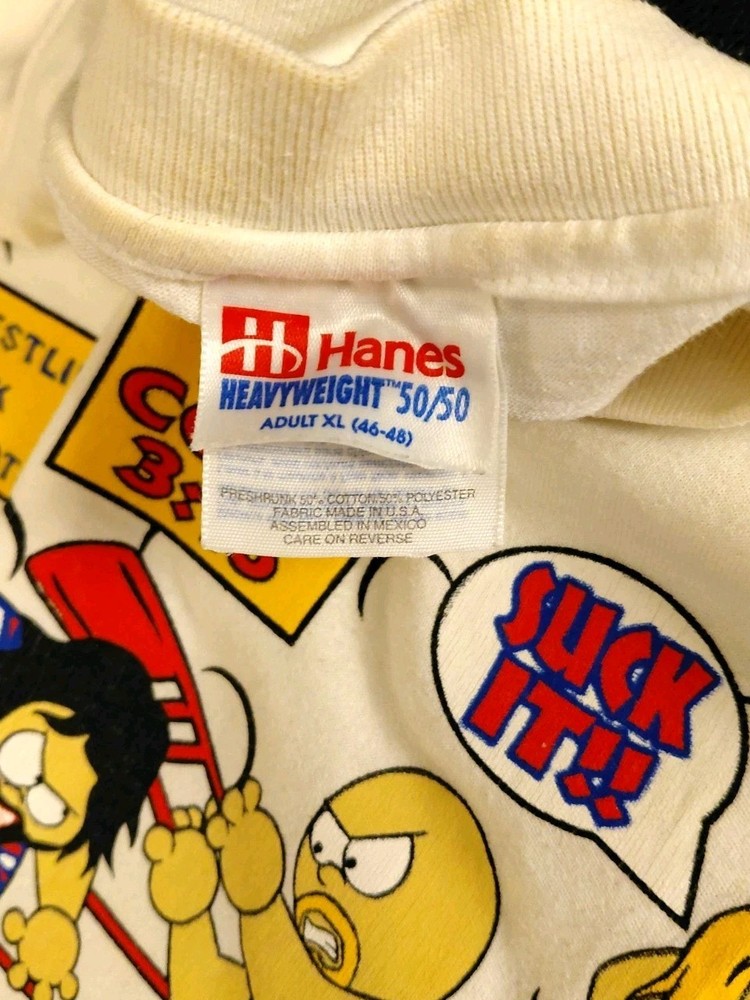 Hanes
HEAVYWEIGHT™ 50/50
ADULT XL (46-48)
PRESHRUNK 50% COTTON/50% POLYESTER
FABRIC MADE IN U.S.A.
ASSEMBLED IN MEXICO
CARE ON REVERSE
SUCK
IT!!